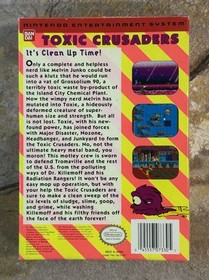 NINTENDO ENTERTAINMENT SYSTEM
BAN
DAI
TOXIC CRUSADERS
It's Clean Up Time!
Only a complete and helpless
nerd like Melvin Junko could be
such a klutz that he would run
into a vat of Grossolium 90, a
terribly toxic waste by-product of
the Island City Chemical Plant.
Now the wimpy nerd Melvin has
mutated into Toxie, a hideously
deformed creature of super-
human size and strength. But all
is not lost. Toxie, with his new-
found power, has joined forces
with Major Disaster, Nozone,
Headbanger, and Junkyard to form
the Toxic Crusaders. No, not the
ultimate heavy metal band, you
moron! This motley crew is sworn
to defend Tromaville and the rest
of the U.S. from the polluting
ways of Dr. Killemoff and his
Radiation Rangers! It won't be any
easy mop up operation, but with
your help the Toxic Crusaders are
sure to make a clean sweep of the
six levels of sludge, slime, goop,
and grime, while washing
Killemoff and his filthy friends off
the face of the earth forever!